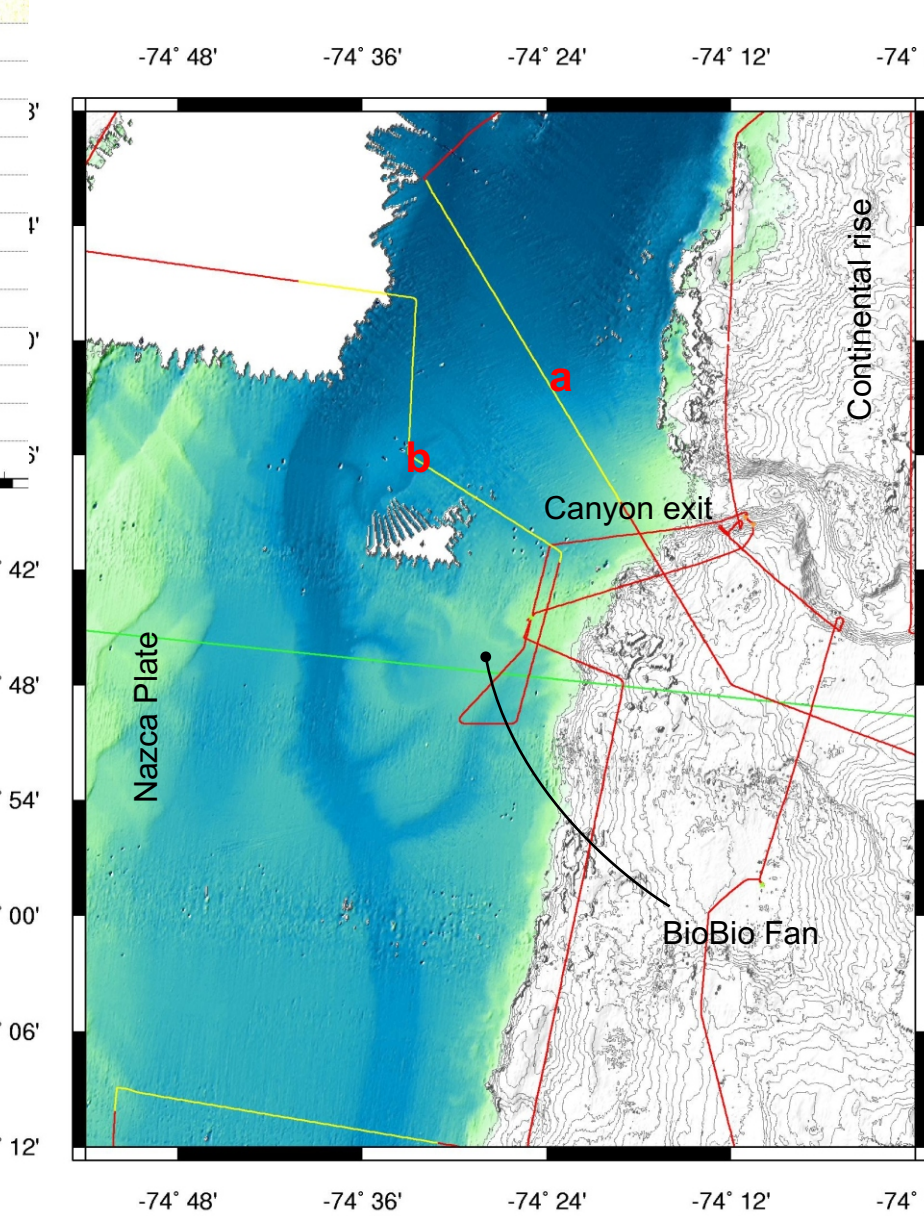 -74° 48' -74° 36' -74° 24' -74° 12' -74°
Continental rise
a
b
Canyon exit
42'
48'
Nazca Plate
54'
00'
BioBio Fan
06'
12'
-74° 48' -74° 36' -74° 24' -74° 12' -74°